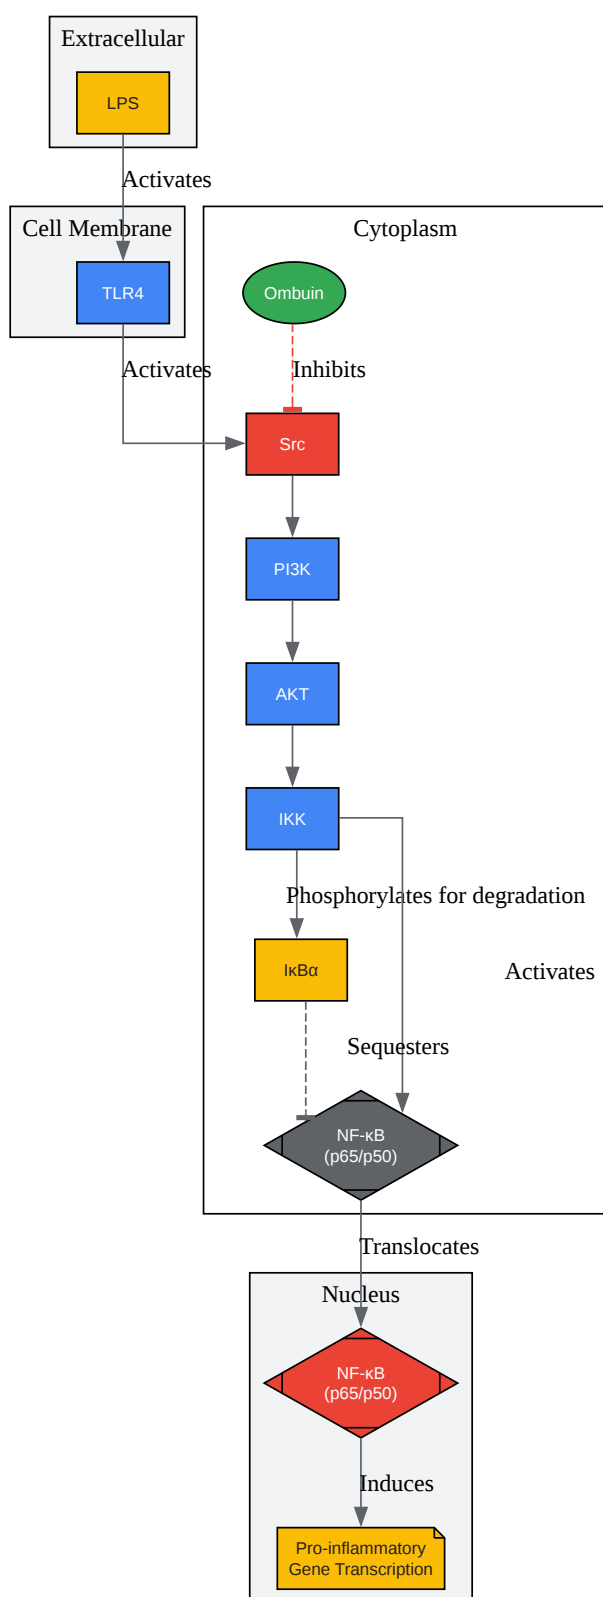 Extracellular
LPS
Activates
Cell Membrane
Cytoplasm
TLR4
Ombuin
Activates
Inhibits
Src
PI3K
AKT
IKK
Phosphorylates for degradation
IκBα
Activates
Sequesters
NF-κB
(p65/p50)
Translocates
Nucleus
NF-κB
(p65/p50)
Induces
Pro-inflammatory
Gene Transcription